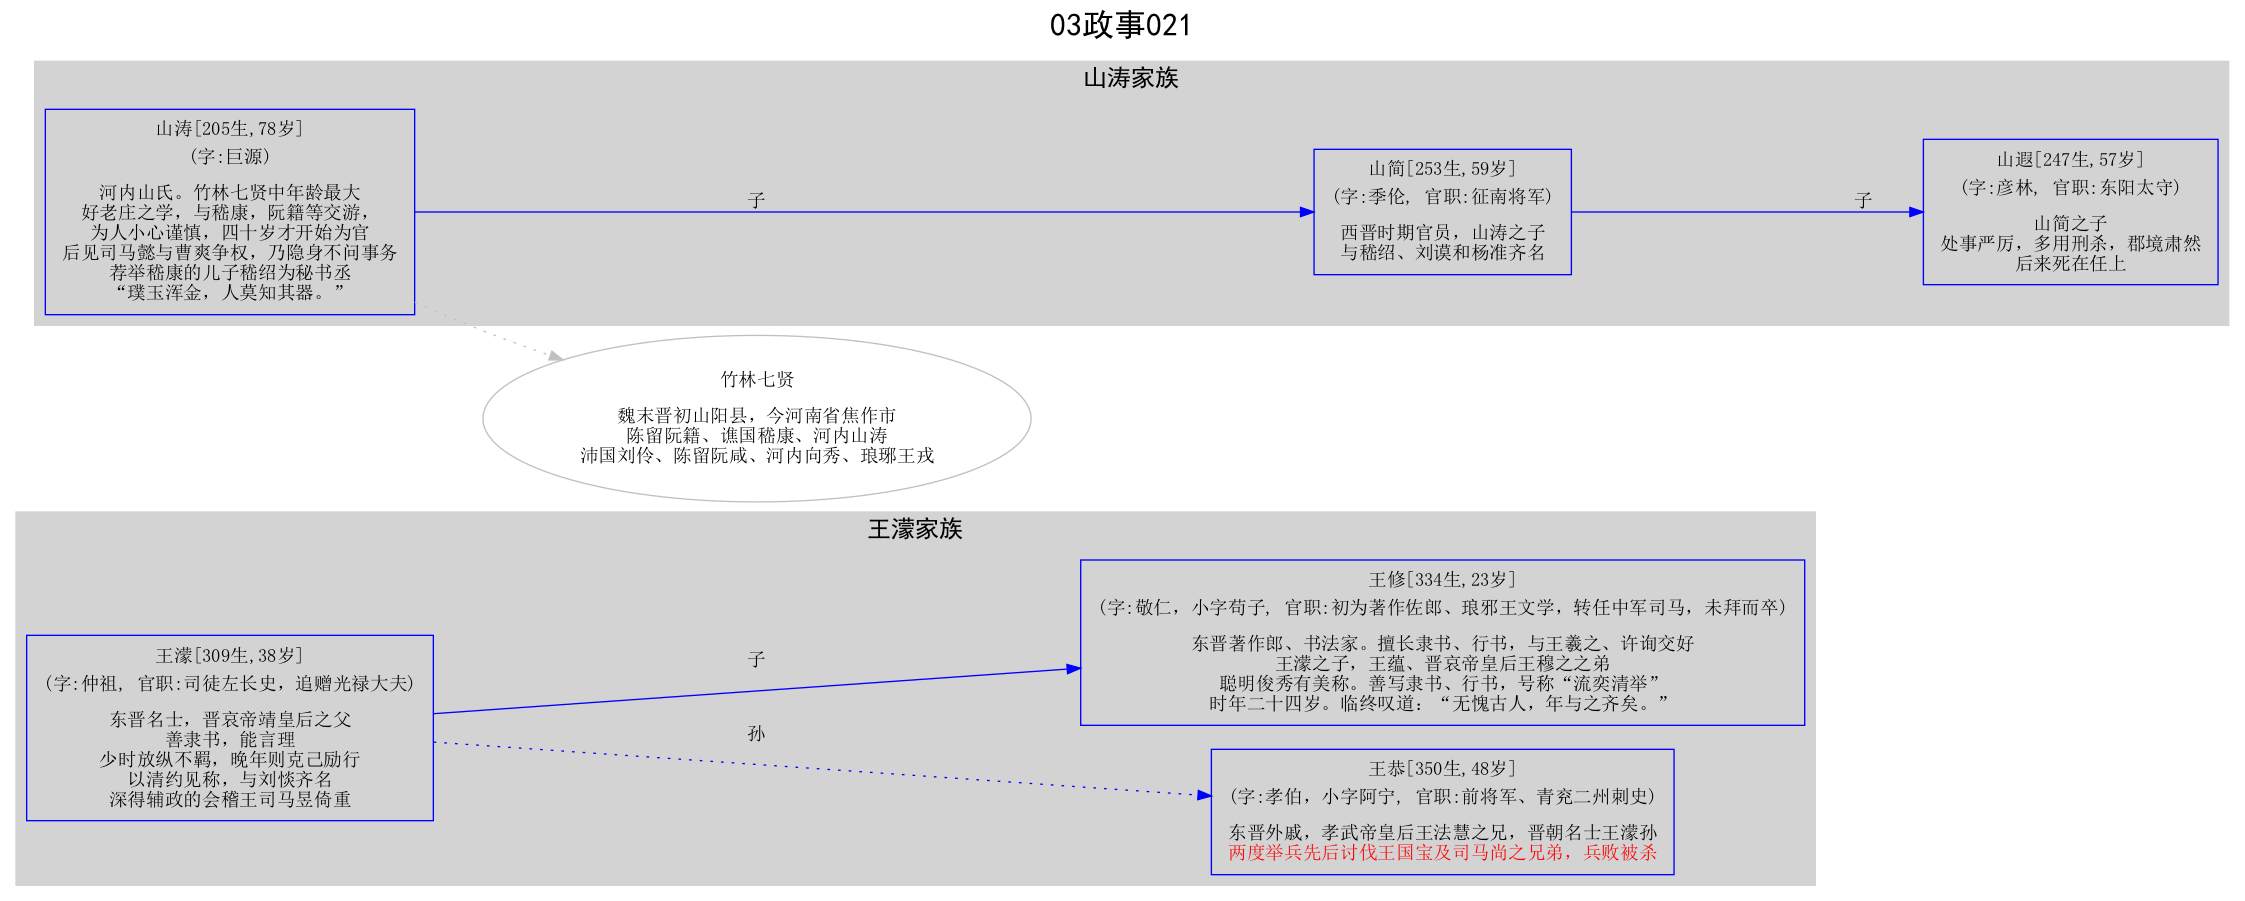 03政事021
山涛家族
山涛[205生,78岁]
(字:巨源)
河内山氏。竹林七贤中年龄最大
好老庄之学，与嵇康，阮籍等交游，
为人小心谨慎，四十岁才开始为官
后见司马懿与曹爽争权，乃隐身不问事务
荐举嵇康的儿子嵇绍为秘书丞
“璞玉浑金，人莫知其器。”
子
山简[253生,59岁]
(字:季伦, 官职:征南将军)
西晋时期官员，山涛之子
与嵇绍、刘谟和杨准齐名
子
山遐[247生,57岁]
(字:彦林, 官职:东阳太守)
山简之子
处事严厉，多用刑杀，郡境肃然
后来死在任上
竹林七贤
魏末晋初山阳县，今河南省焦作市
陈留阮籍、谯国嵇康、河内山涛
沛国刘伶、陈留阮咸、河内向秀、琅琊王戎
王濛家族
王濛[309生,38岁]
(字:仲祖, 官职:司徒左长史，追赠光禄大夫)
东晋名士，晋哀帝靖皇后之父
善隶书，能言理
少时放纵不羁，晚年则克己励行
以清约见称，与刘惔齐名
深得辅政的会稽王司马昱倚重
子
孙
王修[334生,23岁]
(字:敬仁，小字苟子, 官职:初为著作佐郎、琅邪王文学，转任中军司马，未拜而卒)
东晋著作郎、书法家。擅长隶书、行书，与王羲之、许询交好
王濛之子，王蕴、晋哀帝皇后王穆之之弟
聪明俊秀有美称。善写隶书、行书，号称“流奕清举”
时年二十四岁。临终叹道：“无愧古人，年与之齐矣。”
王恭[350生,48岁]
(字:孝伯，小字阿宁, 官职:前将军、青兖二州刺史)
东晋外戚，孝武帝皇后王法慧之兄，晋朝名士王濛孙
两度举兵先后讨伐王国宝及司马尚之兄弟，兵败被杀